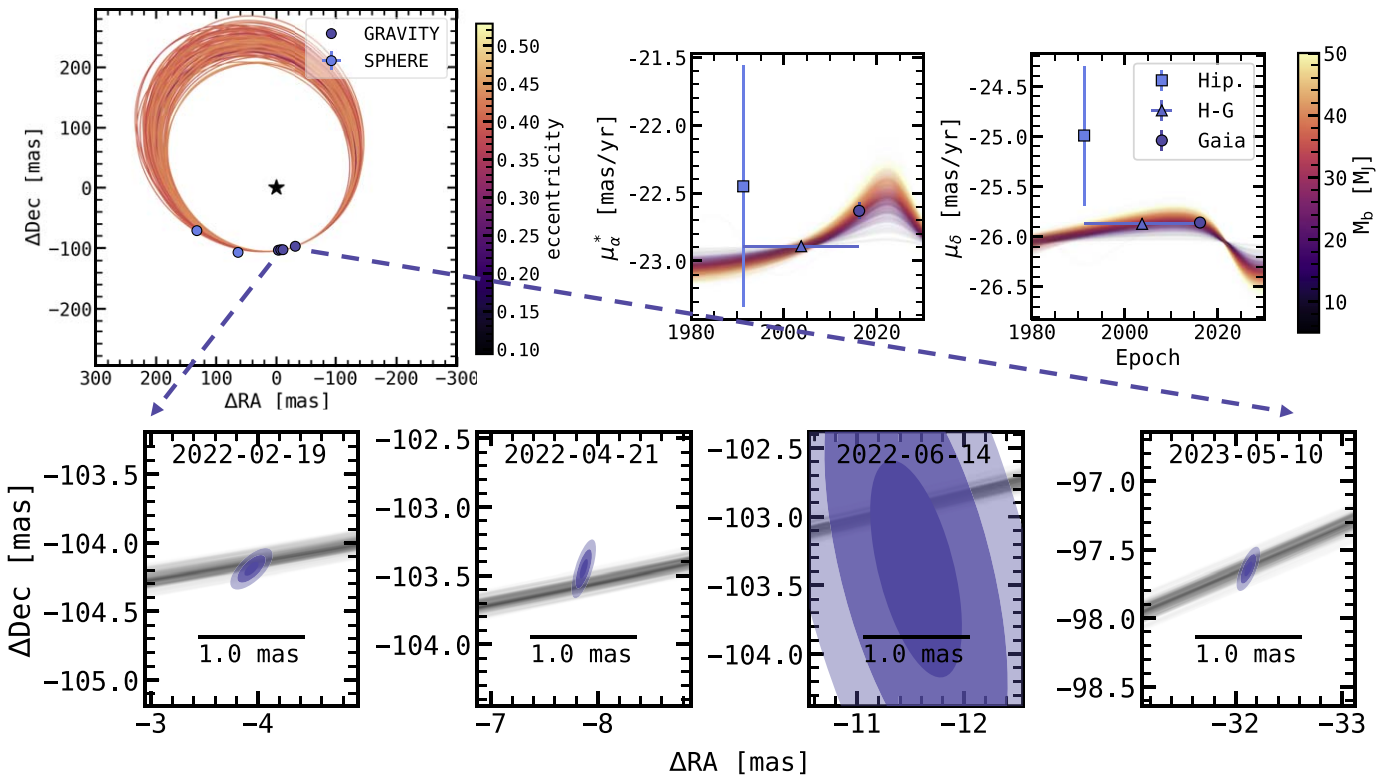 GRAVITY
SPHERE
ΔDec [mas]
200
100
0
−100
−200
300 200 100 0 −100 −200 −300
ΔRA [mas]
0.50
0.45
0.40
0.35
0.30
0.25
0.20
0.15
0.10
eccentricity
μ*α [mas/yr]
-21.5
-22.0
-22.5
-23.0
1980 2000 2020
μδ [mas/yr]
-24.5
-25.0
-25.5
-26.0
-26.5
Hip.
H-G
Gaia
1980 2000 2020
Epoch
50
40
30
20
10
Mb [MJ]
ΔDec [mas]
2022-02-19
−103.5
−104.0
−104.5
−105.0
1.0 mas
−3 −4
2022-04-21
−102.5
−103.0
−103.5
−104.0
1.0 mas
−7 −8
2022-06-14
−102.5
−103.0
−103.5
−104.0
1.0 mas
−11 −12
2023-05-10
−97.0
−97.5
−98.0
−98.5
1.0 mas
−32 −33
ΔRA [mas]